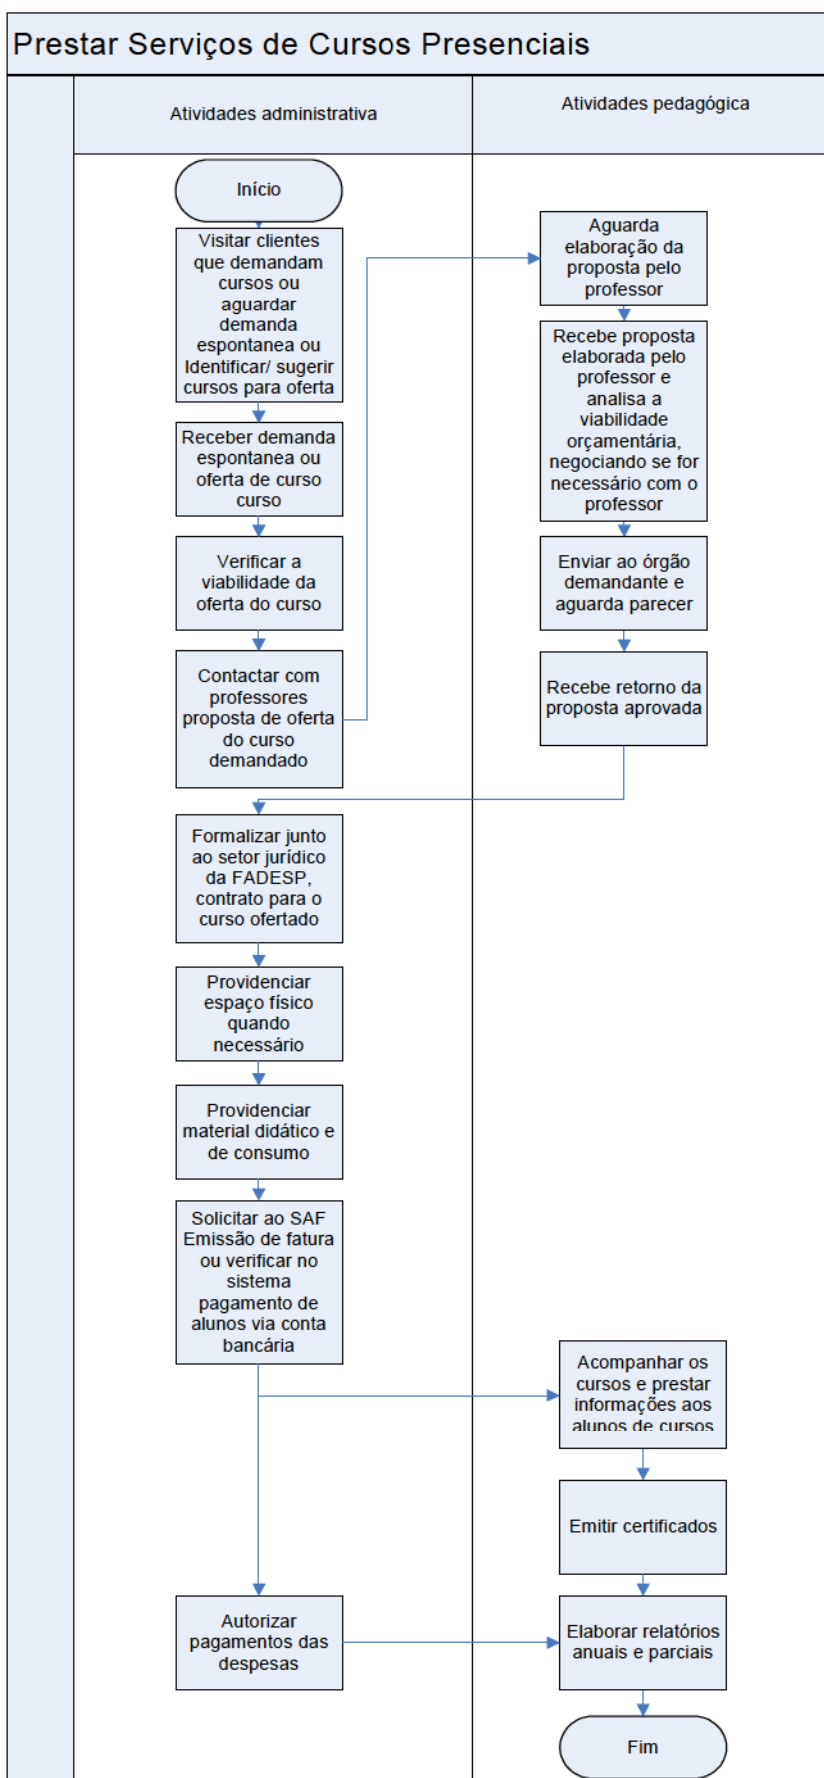 Prestar Serviços de Cursos Presenciais
Atividades administrativa
Atividades pedagógica
Início
Visitar clientes
que demandam
cursos ou
aguardar
demanda
espontanea ou
Identificar/ sugerir
cursos para oferta
Receber demanda
espontanea ou
oferta de curso
curso
Verificar a
viabilidade da
oferta do curso
Contactar com
professores
proposta de oferta
do curso
demandado
Aguarda
elaboração da
proposta pelo
professor
Recebe proposta
elaborada pelo
professor e
analisa a
viabilidade
orçamentária,
negociando se for
necessário com o
professor
Enviar ao órgão
demandante e
aguarda parecer
Recebe retorno da
proposta aprovada
Formalizar junto
ao setor jurídico
da FADESP,
contrato para o
curso ofertado
Providenciar
espaço físico
quando
necessário
Providenciar
material didático e
de consumo
Solicitar ao SAF
Emissão de fatura
ou verificar no
sistema
pagamento de
alunos via conta
bancária
Acompanhar os
cursos e prestar
informações aos
alunos de cursos
Emitir certificados
Autorizar
pagamentos das
despesas
Elaborar relatórios
anuais e parciais
Fim